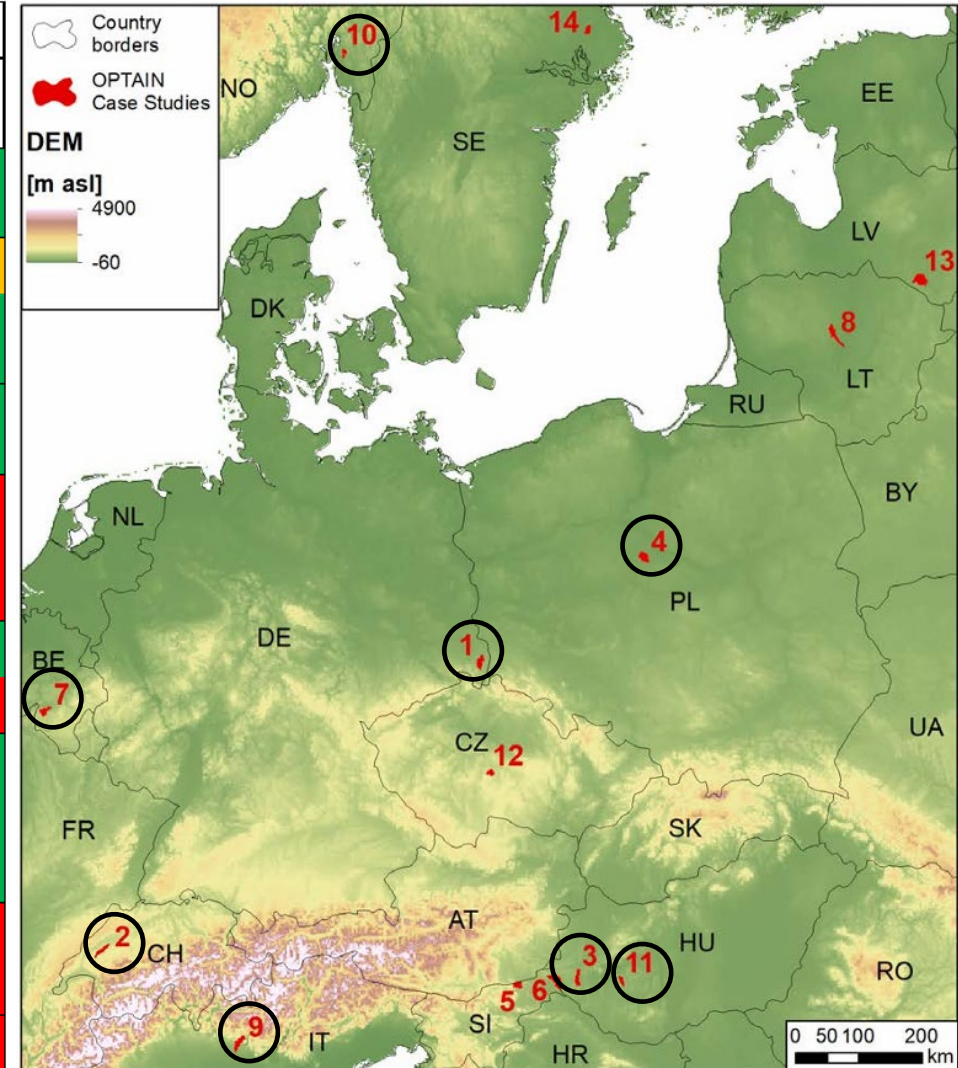 Country
borders
OPTAIN
Case Studies
DEM
[m asl]
4900
-60
10
14
NO
SE
EE
LV
13
DK
8
LT
RU
NL
BY
4
PL
DE
1
BE
7
UA
CZ
12
FR
SK
AT
2
CH
HU
3
11
RO
6
5
9
SI
IT
HR
0 50 100 200
km